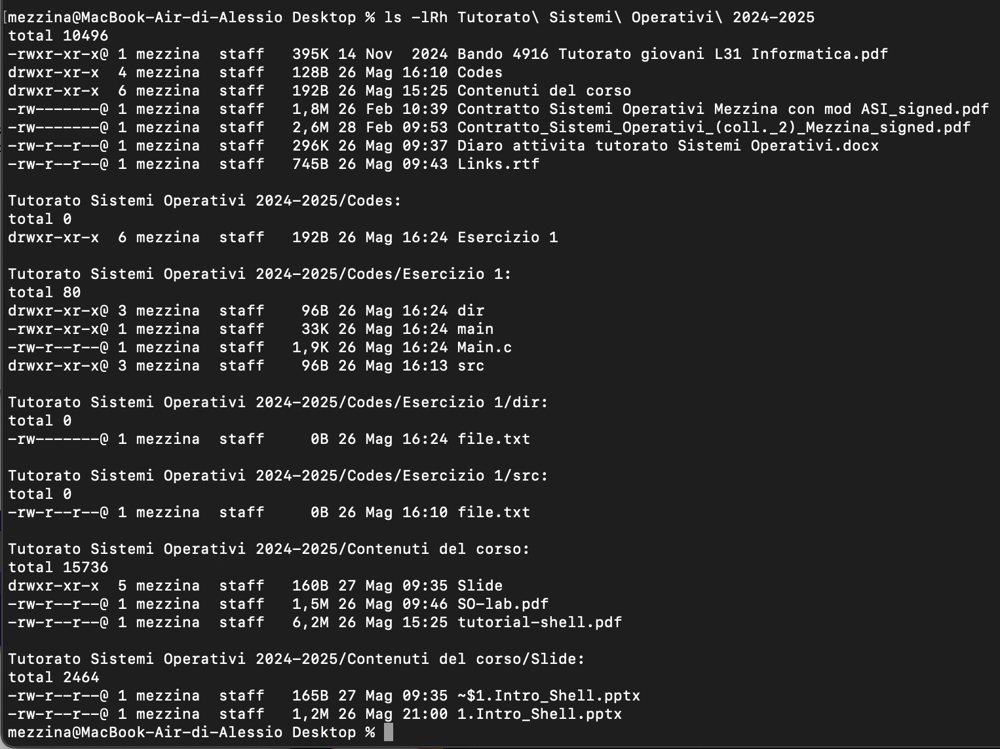 [mezzina@MacBook-Air-di-Alessio Desktop % ls -lRh Tutorato\ Sistemi\ Operativi\ 2024-2025
total 10496
-rwxr-xr-x@ 1 mezzina  staff   395K 14 Nov  2024 Bando 4916 Tutorato giovani L31 Informatica.pdf
drwxr-xr-x  4 mezzina  staff   128B 26 Mag 16:10 Codes
drwxr-xr-x  6 mezzina  staff   192B 26 Mag 15:25 Contenuti del corso
-rw-------@ 1 mezzina  staff   1,8M 26 Feb 10:39 Contratto Sistemi Operativi Mezzina con mod ASI_signed.pdf
-rw-------@ 1 mezzina  staff   2,6M 28 Feb 09:53 Contratto_Sistemi_Operativi_(coll._2)_Mezzina_signed.pdf
-rw-r--r--@ 1 mezzina  staff   296K 26 Mag 09:37 Diaro attivita tutorato Sistemi Operativi.docx
-rw-r--r--@ 1 mezzina  staff   745B 26 Mag 09:43 Links.rtf

Tutorato Sistemi Operativi 2024-2025/Codes:
total 0
drwxr-xr-x  6 mezzina  staff   192B 26 Mag 16:24 Esercizio 1

Tutorato Sistemi Operativi 2024-2025/Codes/Esercizio 1:
total 80
drwxr-xr-x@ 3 mezzina  staff    96B 26 Mag 16:24 dir
-rwxr-xr-x@ 1 mezzina  staff    33K 26 Mag 16:24 main
-rw-r--r--@ 1 mezzina  staff   1,9K 26 Mag 16:24 Main.c
drwxr-xr-x@ 3 mezzina  staff    96B 26 Mag 16:13 src

Tutorato Sistemi Operativi 2024-2025/Codes/Esercizio 1/dir:
total 0
-rw-------@ 1 mezzina  staff     0B 26 Mag 16:24 file.txt

Tutorato Sistemi Operativi 2024-2025/Codes/Esercizio 1/src:
total 0
-rw-r--r--@ 1 mezzina  staff     0B 26 Mag 16:10 file.txt

Tutorato Sistemi Operativi 2024-2025/Contenuti del corso:
total 15736
drwxr-xr-x  5 mezzina  staff   160B 27 Mag 09:35 Slide
-rw-r--r--@ 1 mezzina  staff   1,5M 26 Mag 09:46 SO-lab.pdf
-rw-r--r--@ 1 mezzina  staff   6,2M 26 Mag 15:25 tutorial-shell.pdf

Tutorato Sistemi Operativi 2024-2025/Contenuti del corso/Slide:
total 2464
-rw-r--r--@ 1 mezzina  staff   165B 27 Mag 09:35 ~$1.Intro_Shell.pptx
-rw-r--r--@ 1 mezzina  staff   1,2M 26 Mag 21:00 1.Intro_Shell.pptx
mezzina@MacBook-Air-di-Alessio Desktop %